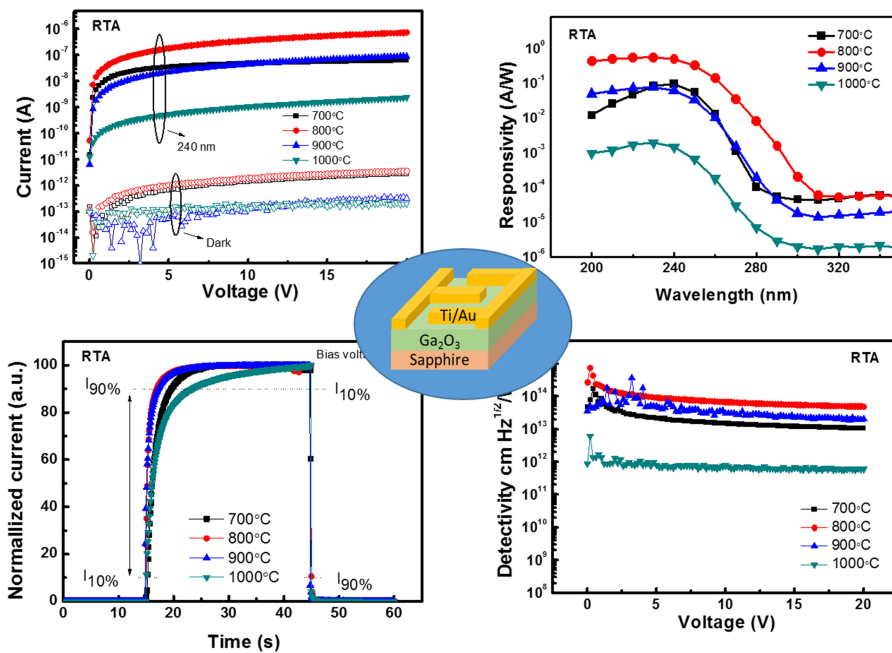 RTA
10⁻⁴
10⁻⁵
10⁻⁶
10⁻⁷
10⁻⁸
10⁻⁹
10⁻¹⁰
10⁻¹¹
10⁻¹²
10⁻¹³
10⁻¹⁴
10⁻¹⁵
Current (A)
240 nm
Dark
700°C
800°C
900°C
1000°C
0 5 10 15
Voltage (V)
RTA
700°C
800°C
900°C
1000°C
10⁰
10⁻¹
10⁻²
10⁻³
10⁻⁴
10⁻⁵
10⁻⁶
Responsivity (A/W)
200 240 280 320
Wavelength (nm)
Ti/Au
Ga₂O₃
Sapphire
RTA
Bias
100
80
60
40
20
0
Normallized current (a.u.)
I90%
I10%
I10%
I90%
700°C
800°C
900°C
1000°C
0 10 20 30 40 50 60
Time (s)
RTA
10¹⁴
10¹³
10¹²
10¹¹
10¹⁰
10⁹
10⁸
Detectivity cm Hz¹ᐟ²/
700°C
800°C
900°C
1000°C
0 5 10 15 20
Voltage (V)